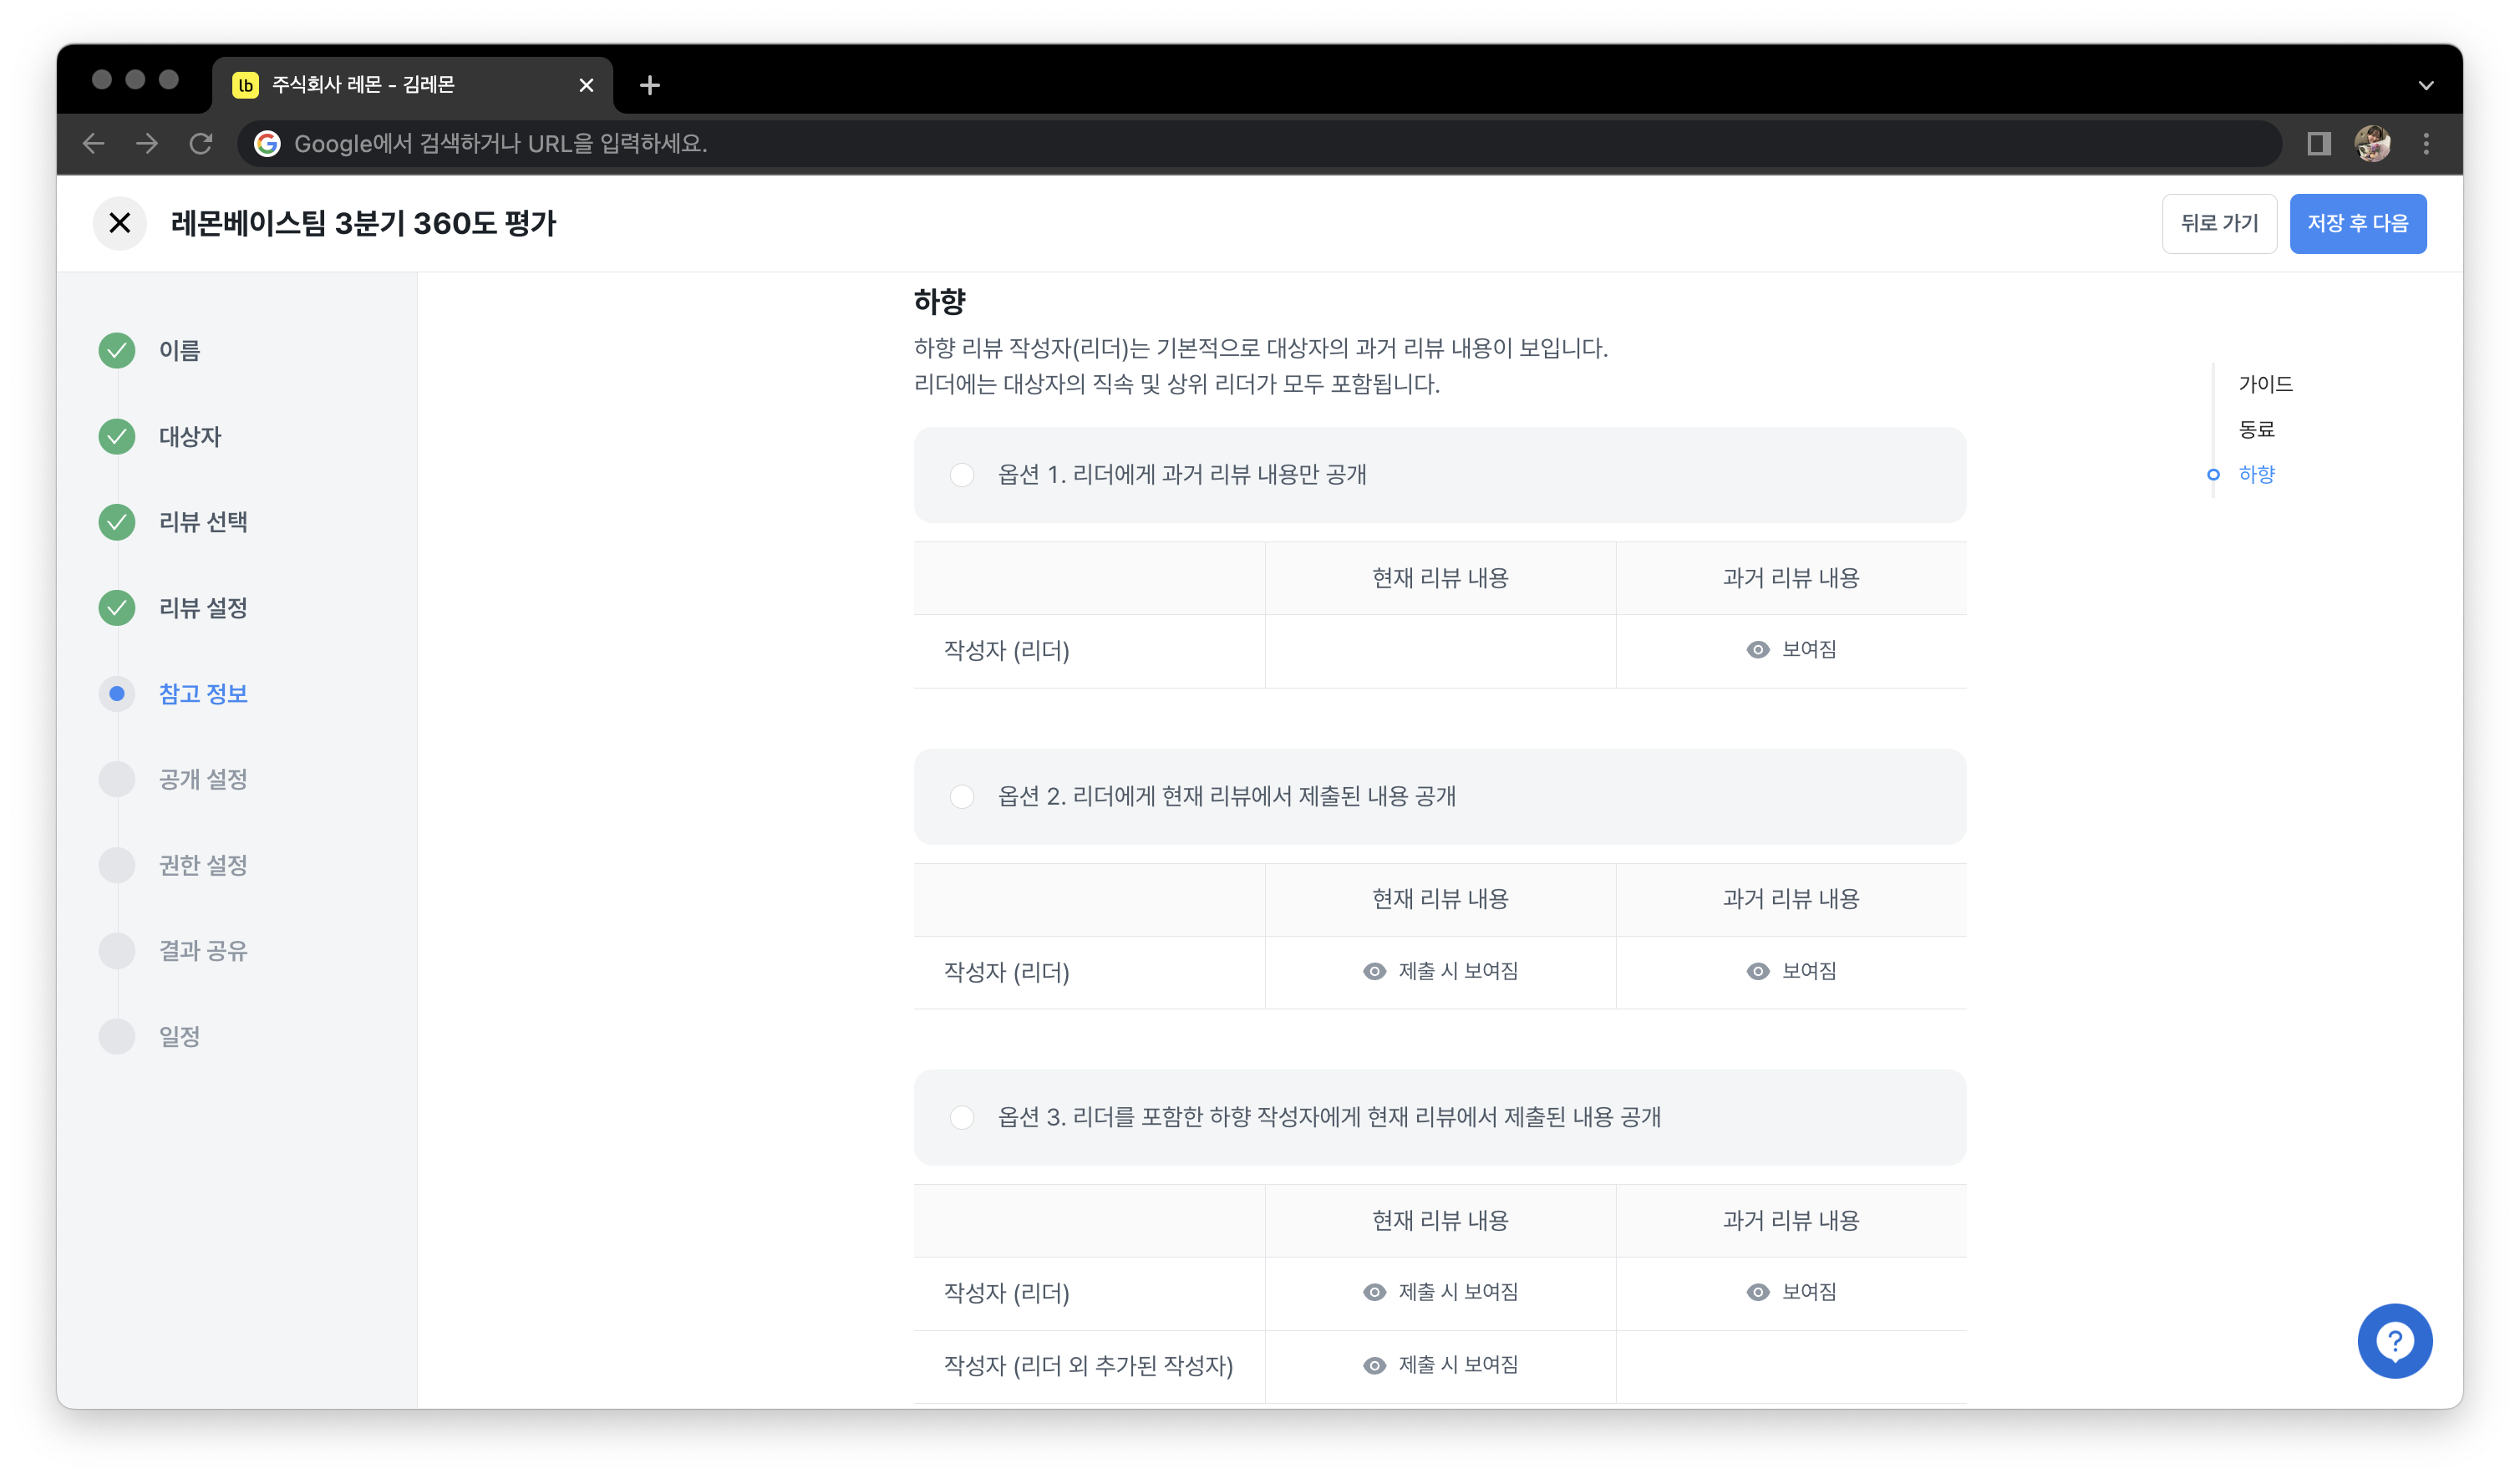 lb 주식회사 레몬 - 김레몬
Google에서 검색하거나 URL을 입력하세요.
레몬베이스팀 3분기 360도 평가
뒤로 가기
저장 후 다음
이름
대상자
리뷰 선택
리뷰 설정
참고 정보
공개 설정
권한 설정
결과 공유
일정
하향
하향 리뷰 작성자(리더)는 기본적으로 대상자의 과거 리뷰 내용이 보입니다.
리더에는 대상자의 직속 및 상위 리더가 모두 포함됩니다.
옵션 1. 리더에게 과거 리뷰 내용만 공개
현재 리뷰 내용 과거 리뷰 내용
작성자 (리더) 보여짐
옵션 2. 리더에게 현재 리뷰에서 제출된 내용 공개
현재 리뷰 내용 과거 리뷰 내용
작성자 (리더) 제출 시 보여짐 보여짐
옵션 3. 리더를 포함한 하향 작성자에게 현재 리뷰에서 제출된 내용 공개
현재 리뷰 내용 과거 리뷰 내용
작성자 (리더) 제출 시 보여짐 보여짐
작성자 (리더 외 추가된 작성자) 제출 시 보여짐
가이드
동료
하향
?